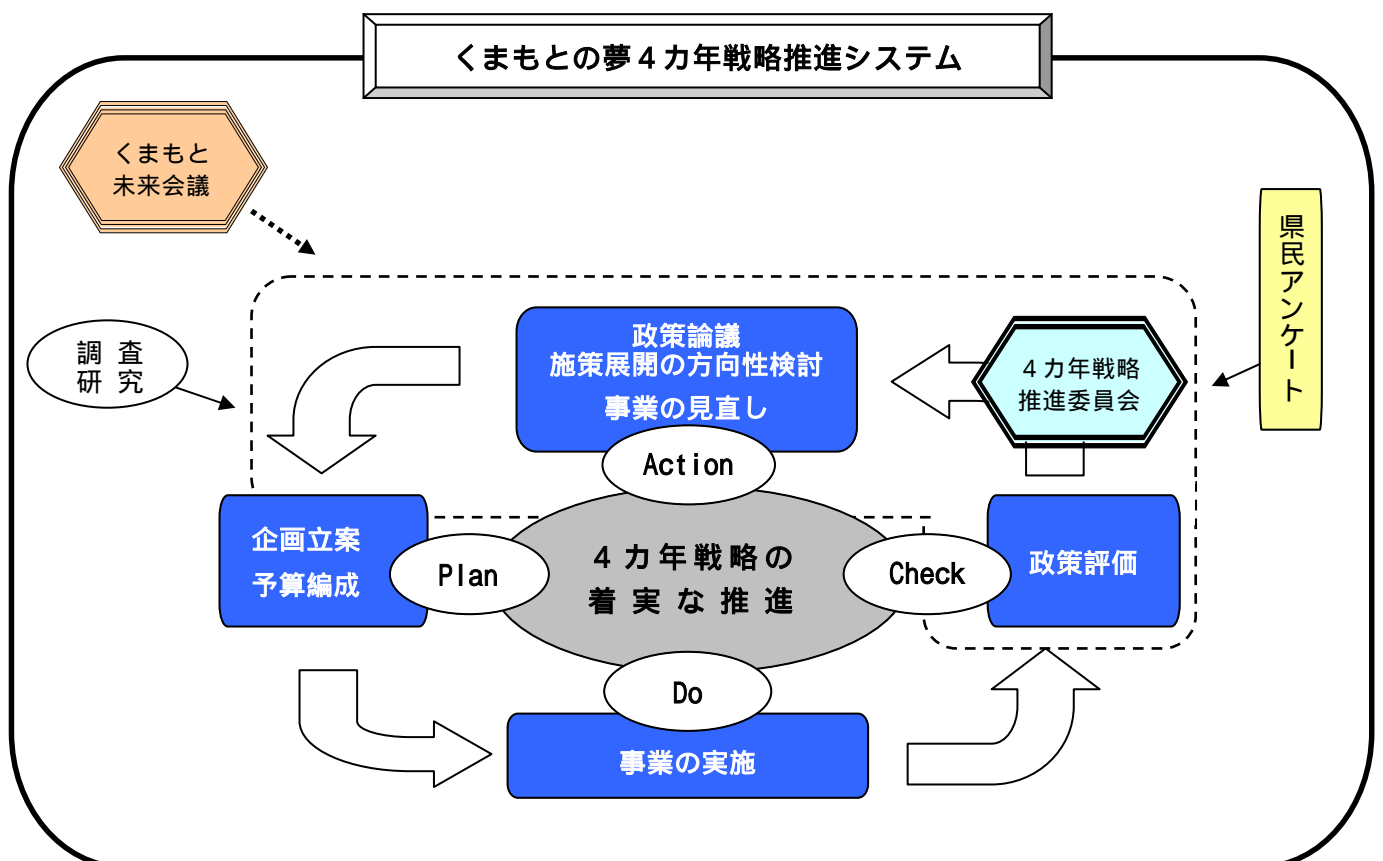 くまもとの夢４カ年戦略推進システム
くまもと
未来会議
県民アンケート
調 査
研 究
政策論議
施策展開の方向性検討
事業の見直し
４カ年戦略
推進委員会
Action
企画立案
予算編成
Plan
４カ年戦略の
着実な推進
Check
政策評価
Do
事業の実施